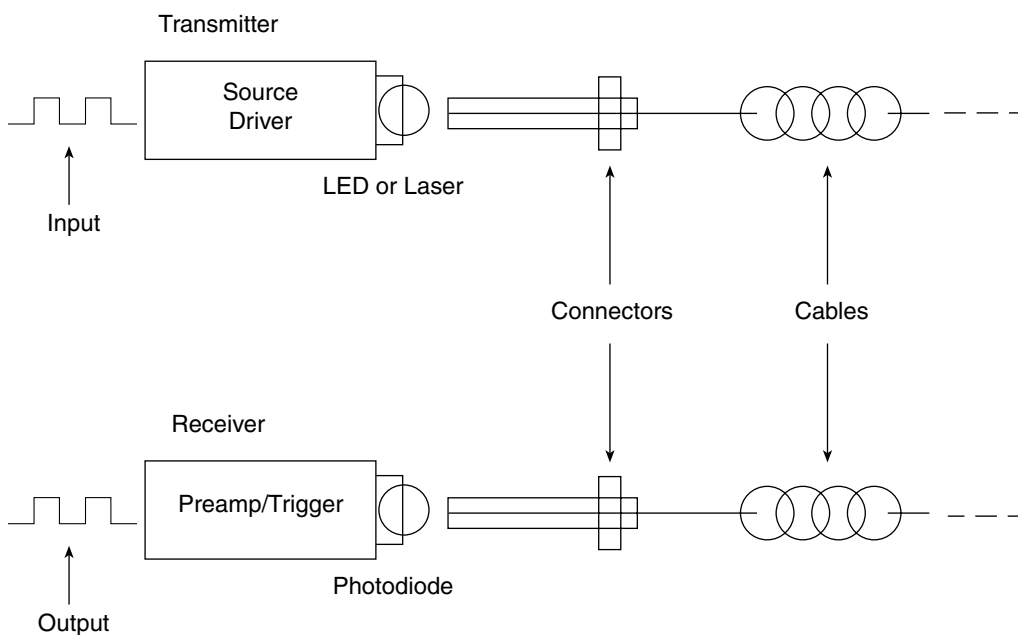 Transmitter
Source
Driver
LED or Laser
Input
Connectors
Cables
Receiver
Preamp/Trigger
Photodiode
Output